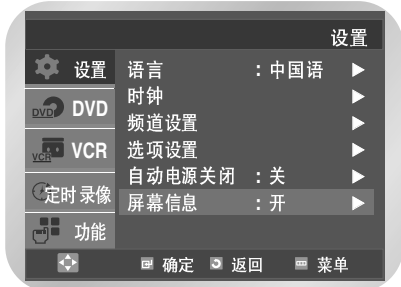 设置
设置
DVD DVD
VCR VCR
定时录像
功能
语言 : 中国语 ▶
时钟 ▶
频道设置 ▶
选项设置 ▶
自动电源关闭 : 关 ▶
屏幕信息 : 开 ▶
确定 返回 菜单